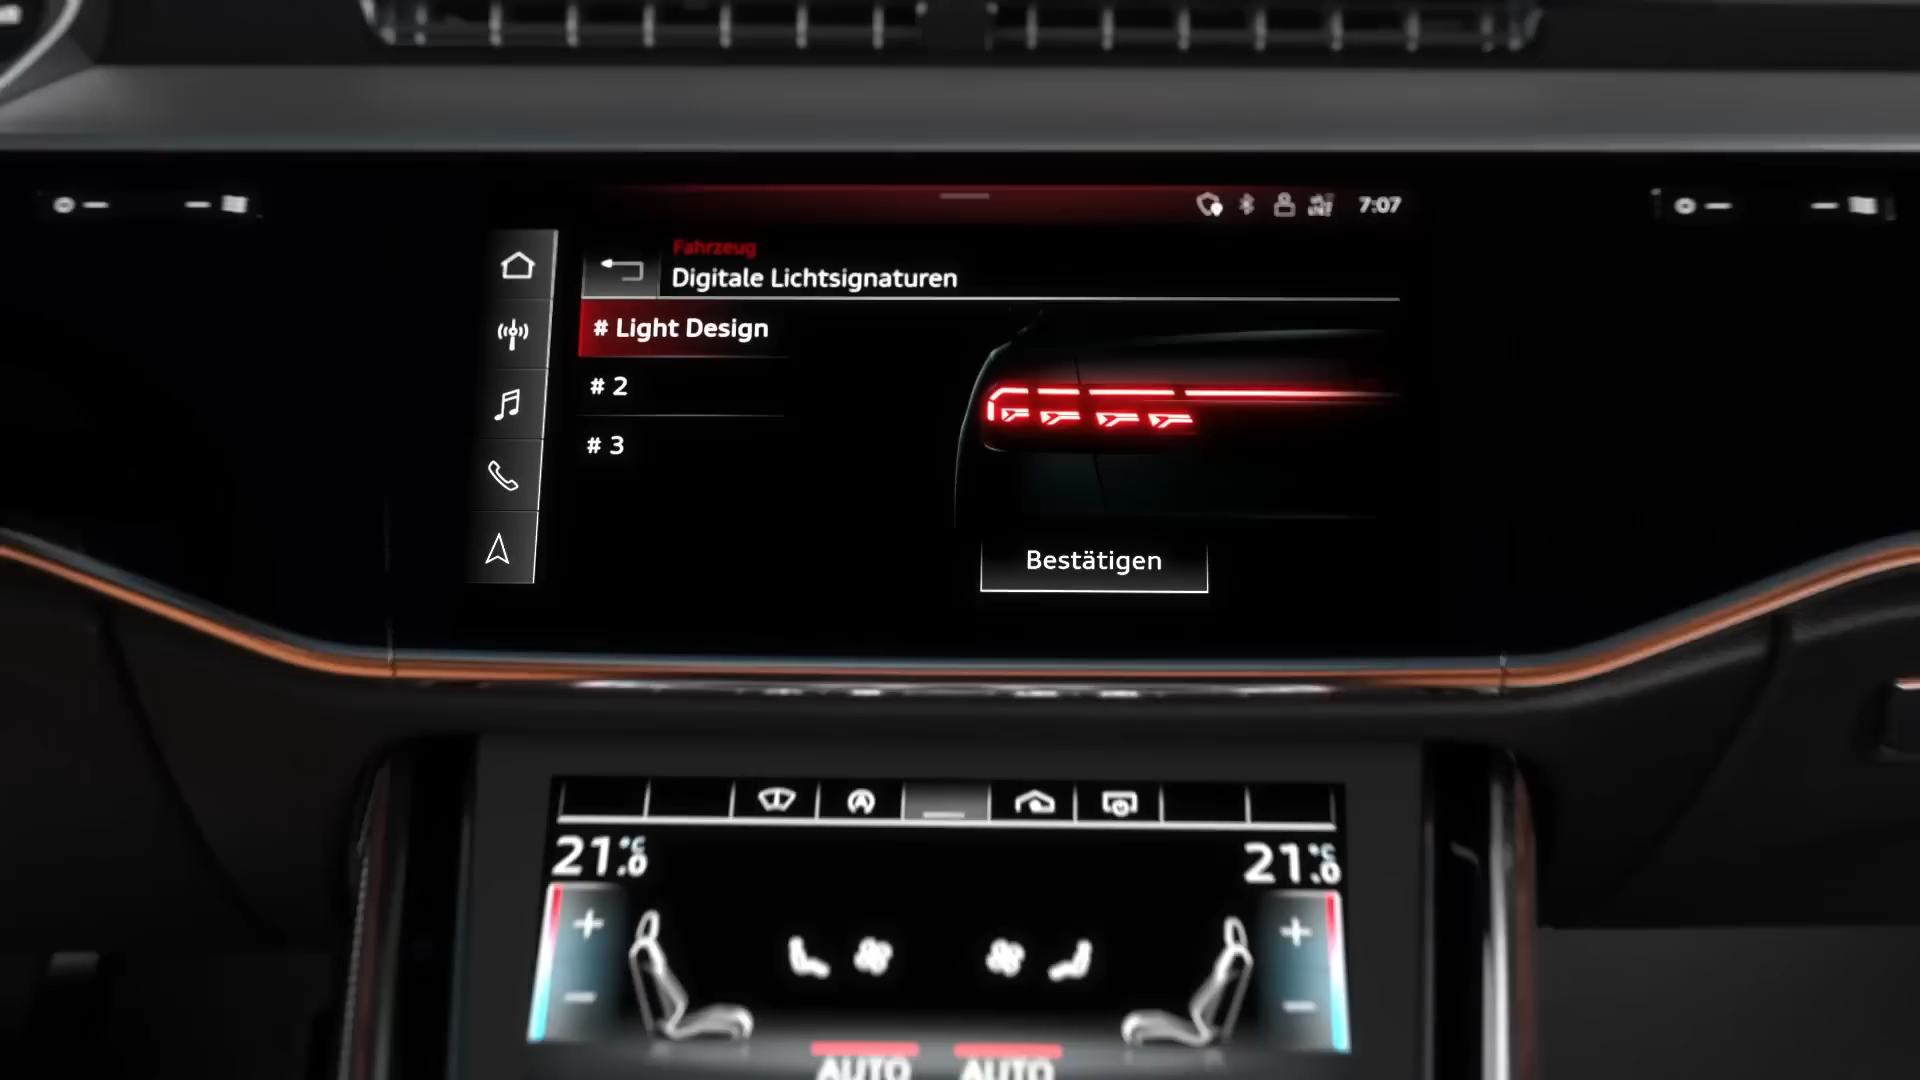 7:07
Fahrzeug
Digitale Lichtsignaturen
# Light Design
# 2
# 3
Bestätigen
21.0 °C
21.0 °C
AUTO
AUTO